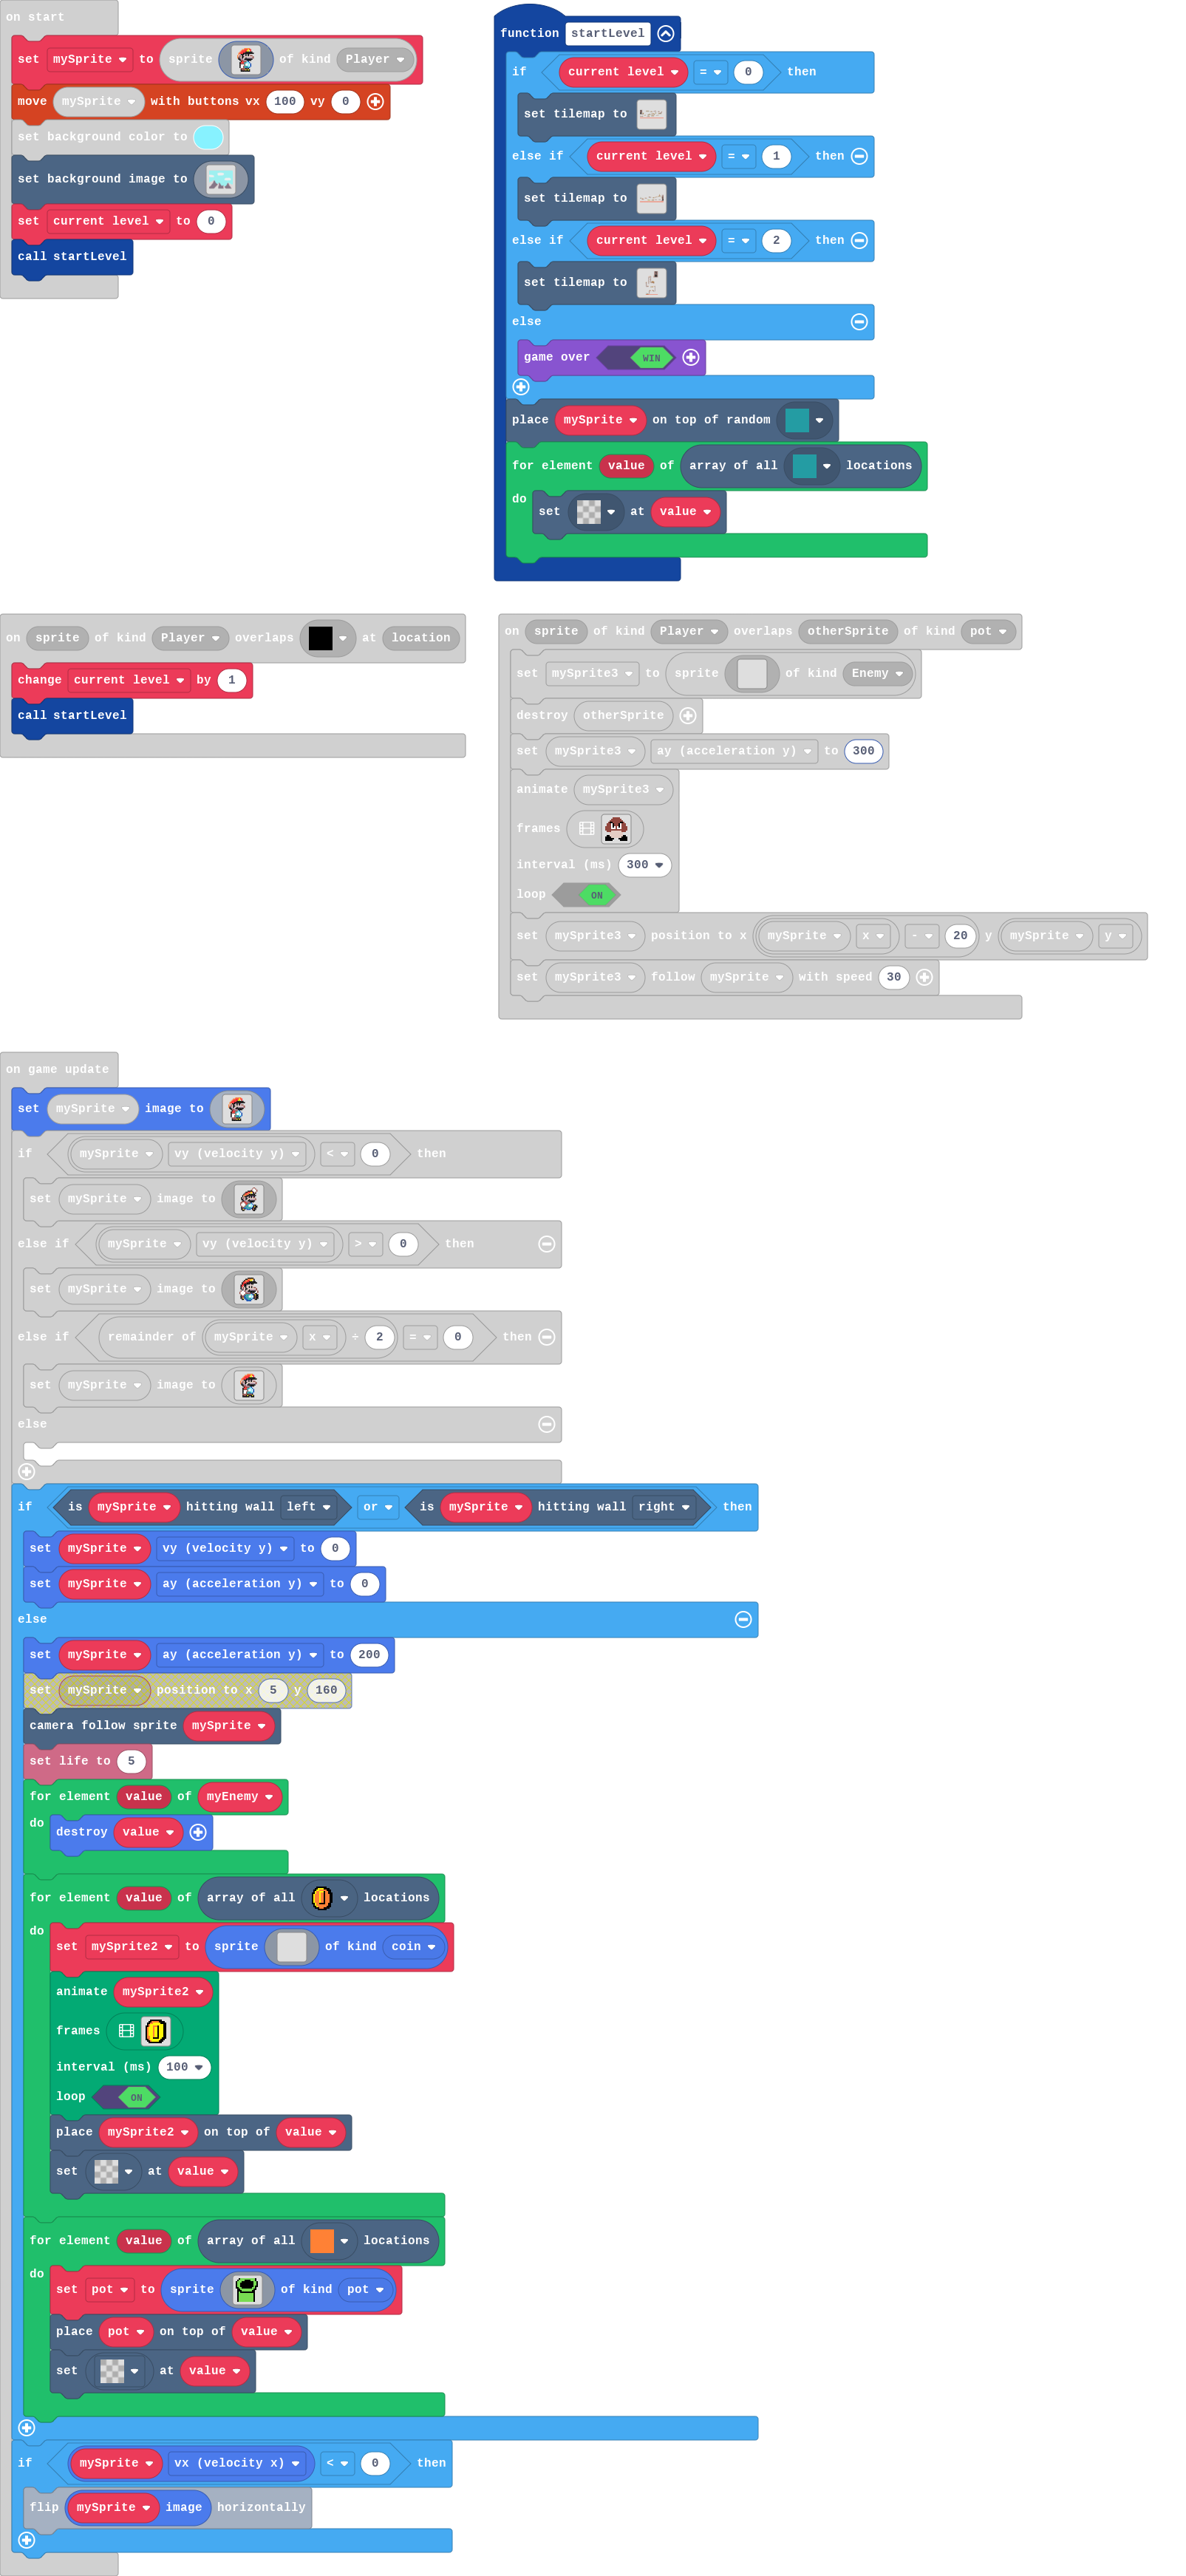 on start
set mySprite to sprite of kind Player
move mySprite with buttons vx 100 vy 0
set background color to
set background image to
set current level to 0
call startLevel
function startLevel
if current level = 0 then
set tilemap to
else if current level = 1 then
set tilemap to
else if current level = 2 then
set tilemap to
else
game over WIN
place mySprite on top of random
for element value of array of all locations
do
set at value
on sprite of kind Player overlaps at location
change current level by 1
call startLevel
on sprite of kind Player overlaps otherSprite of kind pot
set mySprite3 to sprite of kind Enemy
destroy otherSprite
set mySprite3 ay (acceleration y) to 300
animate mySprite3
frames
interval (ms) 300
loop ON
set mySprite3 position to x mySprite x - 20 y mySprite y
set mySprite3 follow mySprite with speed 30
on game update
set mySprite image to
if mySprite vy (velocity y) < 0 then
set mySprite image to
else if mySprite vy (velocity y) > 0 then
set mySprite image to
else if remainder of mySprite x ÷ 2 = 0 then
set mySprite image to
else
if is mySprite hitting wall left or is mySprite hitting wall right then
set mySprite vy (velocity y) to 0
set mySprite ay (acceleration y) to 0
else
set mySprite ay (acceleration y) to 200
set mySprite position to x 5 y 160
camera follow sprite mySprite
set life to 5
for element value of myEnemy
do
destroy value
for element value of array of all locations
do
set mySprite2 to sprite of kind coin
animate mySprite2
frames
interval (ms) 100
loop ON
place mySprite2 on top of value
set at value
for element value of array of all locations
do
set pot to sprite of kind pot
place pot on top of value
set at value
if mySprite vx (velocity x) < 0 then
flip mySprite image horizontally